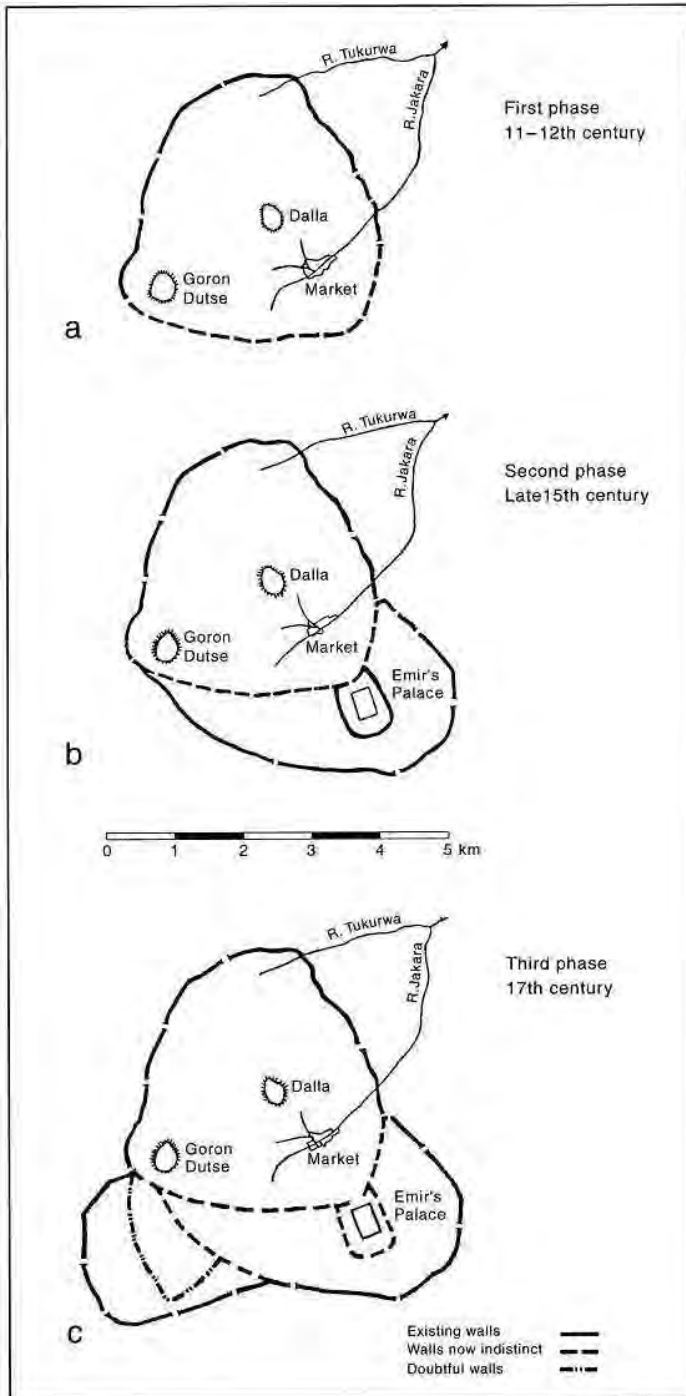 R. Tukurwa
R. Jakara
First phase
11–12th century
Dalla
Goron
Dutse
Market
a
R. Tukurwa
R. Jakara
Second phase
Late15th century
Dalla
Goron
Dutse
Market
Emir's
Palace
b
0 1 2 3 4 5 km
R. Tukurwa
R. Jakara
Third phase
17th century
Dalla
Goron
Dutse
Market
Emir's
Palace
c
Existing walls
Walls now indistinct
Doubtful walls